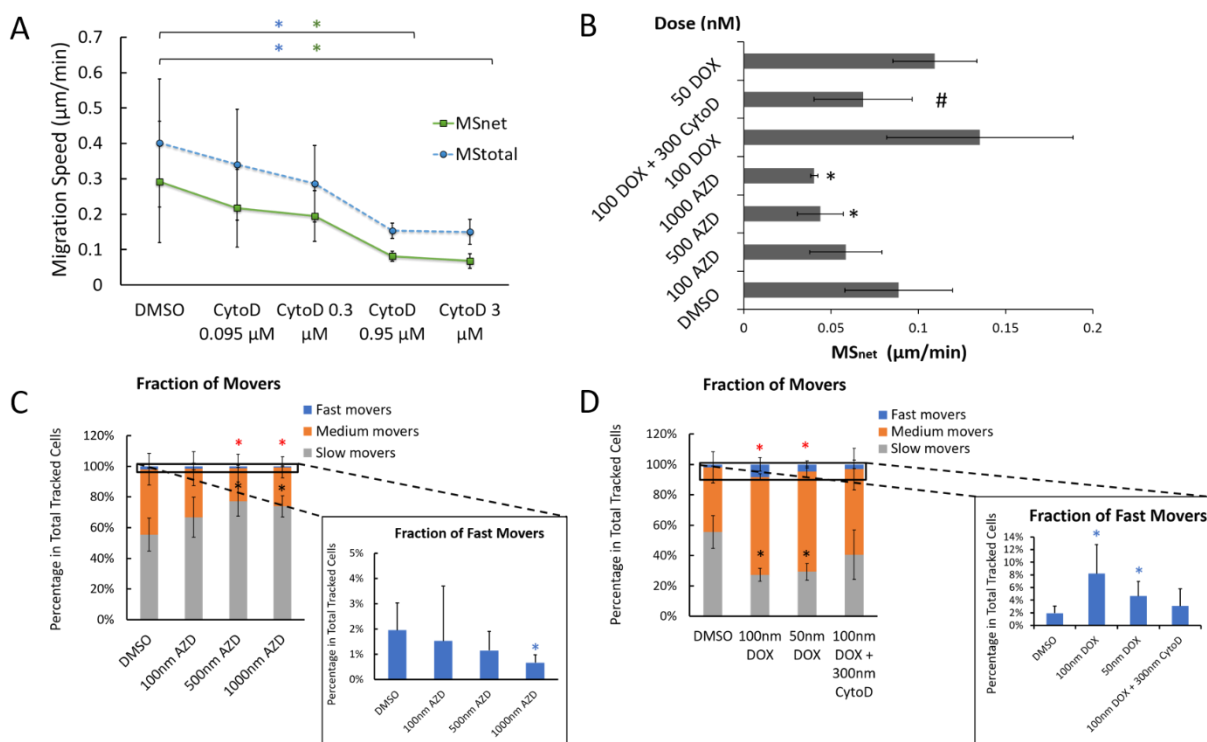 A
Migration Speed (µm/min)
0.7
0.6
0.5
0.4
0.3
0.2
0.1
0
* *
* *
MSnet
MStotal
DMSO
CytoD 0.095 µM
CytoD 0.3 µM
CytoD 0.95 µM
CytoD 3 µM
B
Dose (nM)
50 DOX
100 DOX + 300 CytoD
100 DOX
1000 AZD
500 AZD
100 AZD
DMSO
#
*
*
0 0.05 0.1 0.15 0.2
MSnet (µm/min)
C
Fraction of Movers
Fast movers
Medium movers
Slow movers
Percentage in Total Tracked Cells
120%
100%
80%
60%
40%
20%
0%
* *
* *
DMSO
100nm AZD
500nm AZD
1000nm AZD
Fraction of Fast Movers
Percentage in Total Tracked Cells
5%
4%
3%
2%
1%
0%
*
DMSO
100nm AZD
500nm AZD
1000nm AZD
D
Fraction of Movers
Fast movers
Medium movers
Slow movers
Percentage in Total Tracked Cells
120%
100%
80%
60%
40%
20%
0%
* *
* *
DMSO
100nm DOX
50nm DOX
100nm DOX + 300nm CytoD
Fraction of Fast Movers
Percentage in Total Tracked Cells
14%
12%
10%
8%
6%
4%
2%
0%
*
*
DMSO
100nm DOX
50nm DOX
100nm DOX + 300nm CytoD